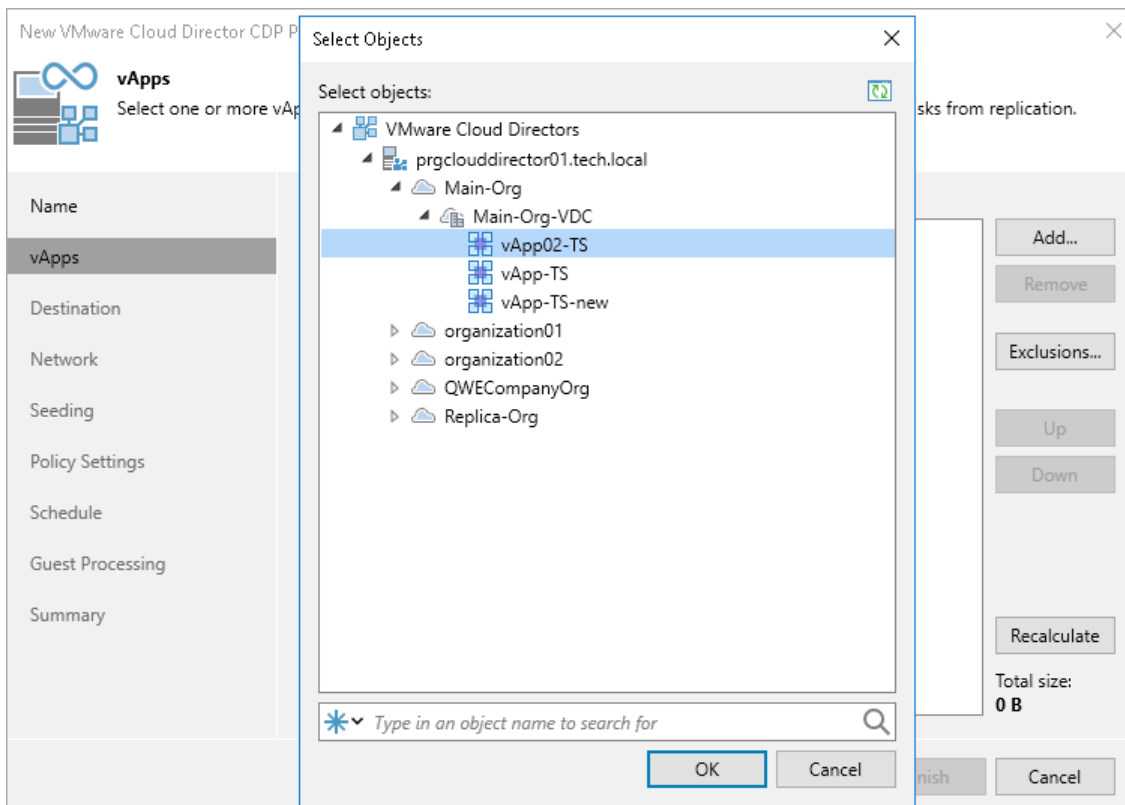 New VMware Cloud Director CDP P
Select Objects
vApps
Select one or more vAp
sks from replication.
Name
vApps
Destination
Network
Seeding
Policy Settings
Schedule
Guest Processing
Summary
Select objects:
VMware Cloud Directors
prgclouddirector01.tech.local
Main-Org
Main-Org-VDC
vApp02-TS
vApp-TS
vApp-TS-new
organization01
organization02
QWECompanyOrg
Replica-Org
Type in an object name to search for
OK
Cancel
Add...
Remove
Exclusions...
Up
Down
Recalculate
Total size:
0 B
nish
Cancel